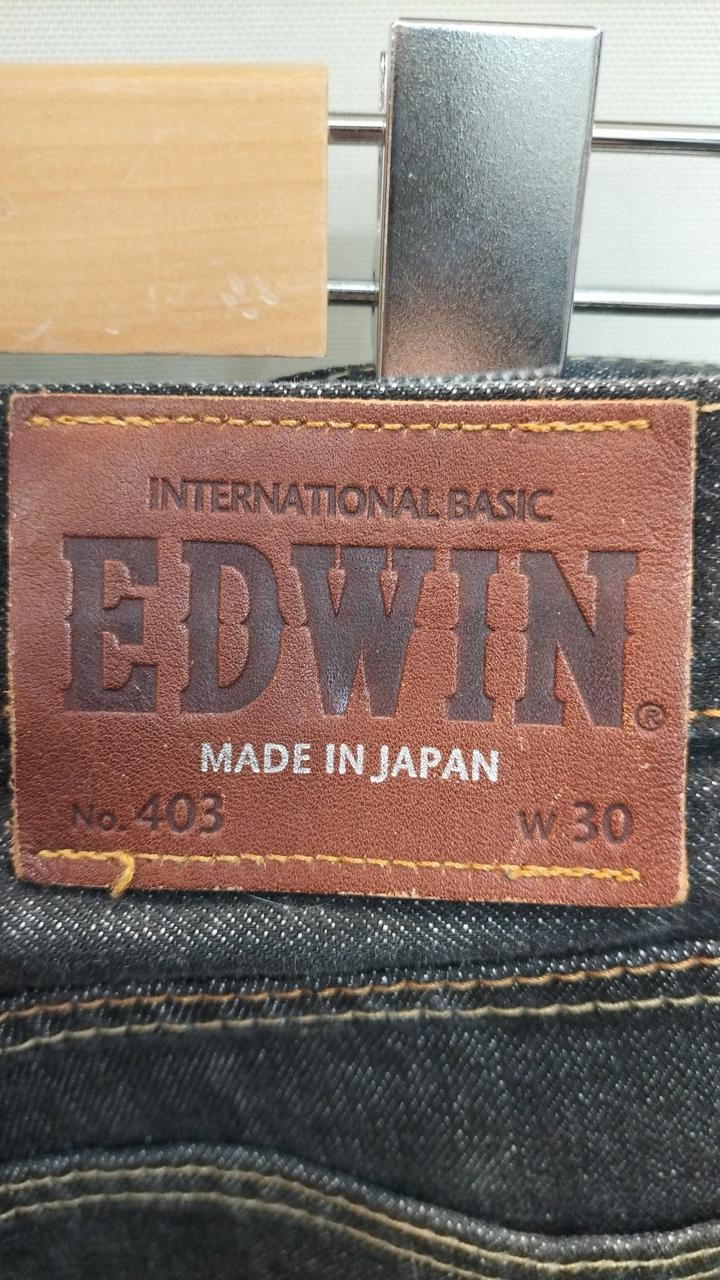 INTERNATIONAL BASIC
EDWIN®
MADE IN JAPAN
No. 403 W 30